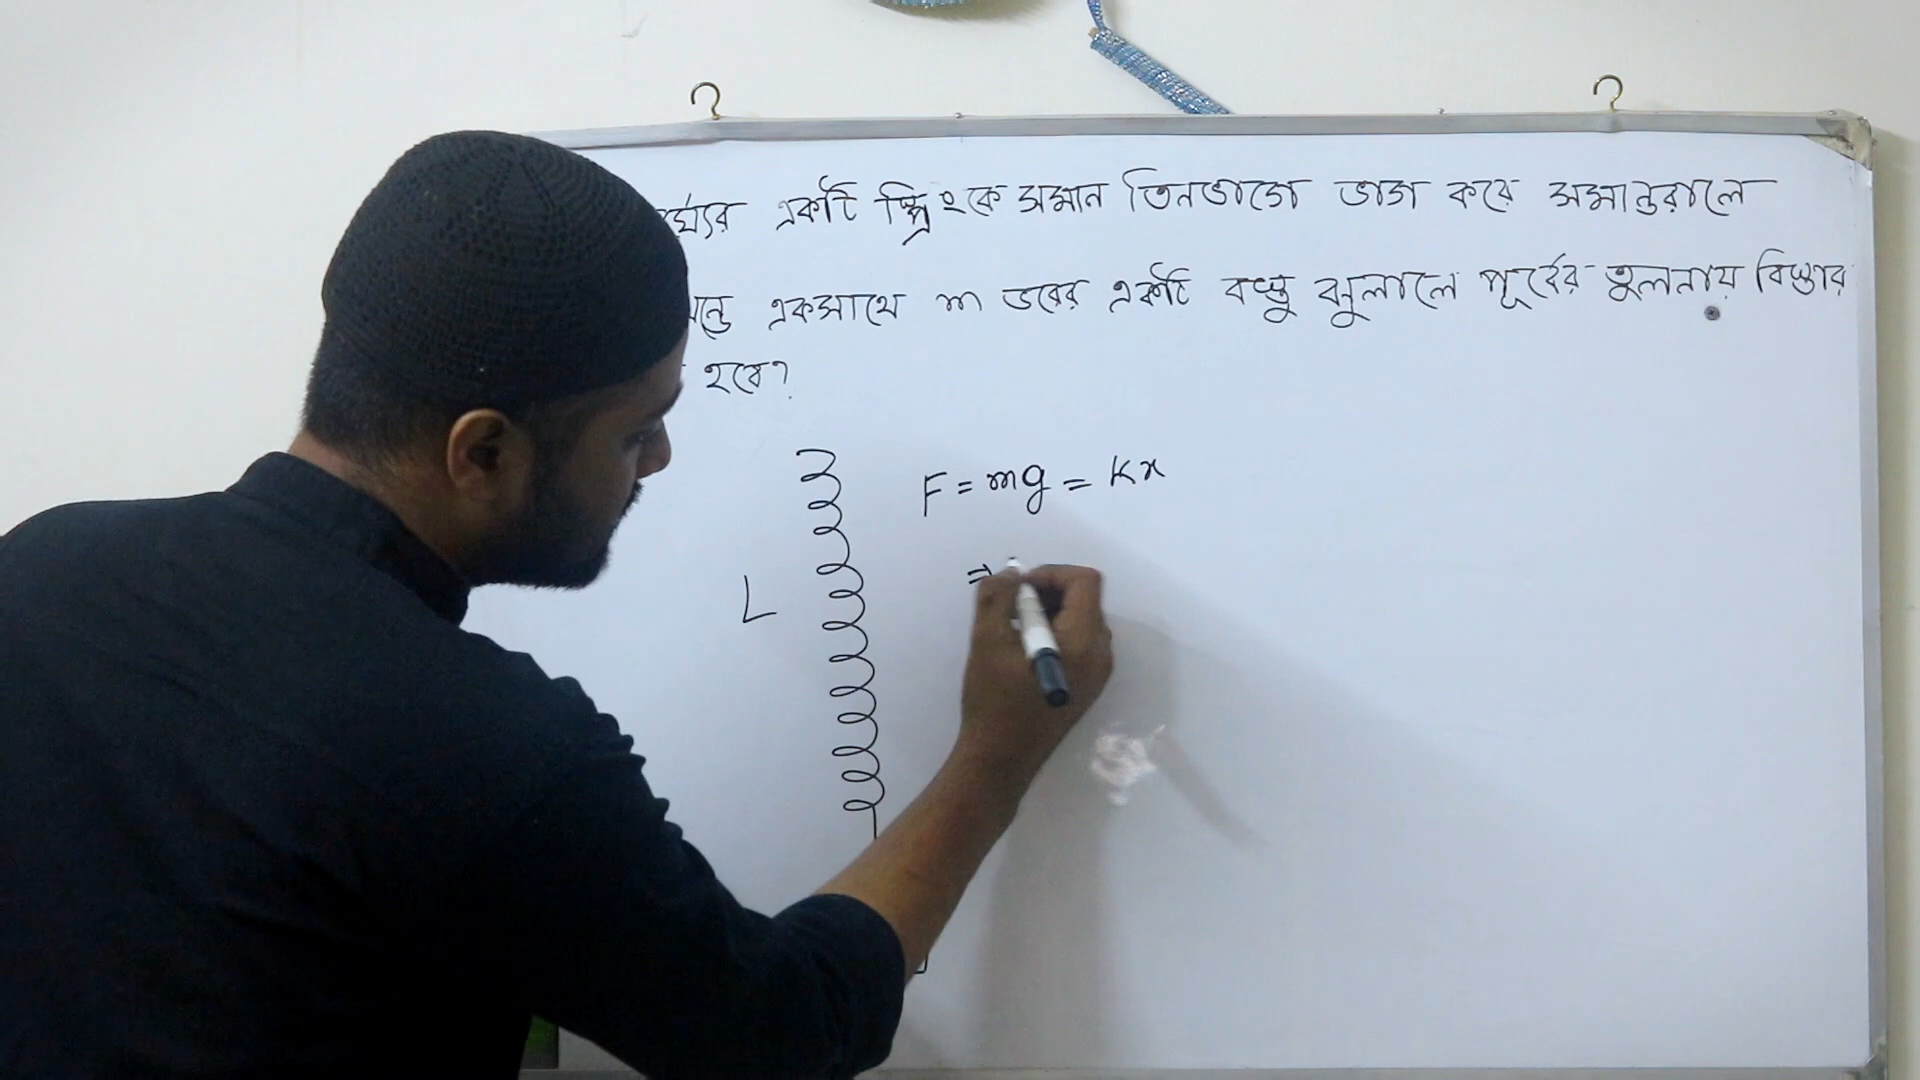 একটি স্প্রিংকে সমান তিনভাগে ভাগ করে সমান্তরালে
একসাথে m ভরের একটি বস্তু ঝুলালে পূর্বের তুলনায় বিস্তার
হবে?
F = mg = Kx
⇒
L